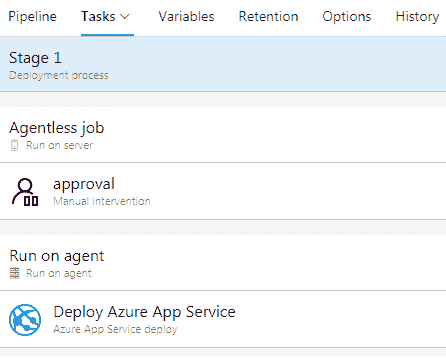 Pipeline Tasks Variables Retention Options History
Stage 1
Deployment process
Agentless job
Run on server
approval
Manual intervention
Run on agent
Run on agent
Deploy Azure App Service
Azure App Service deploy